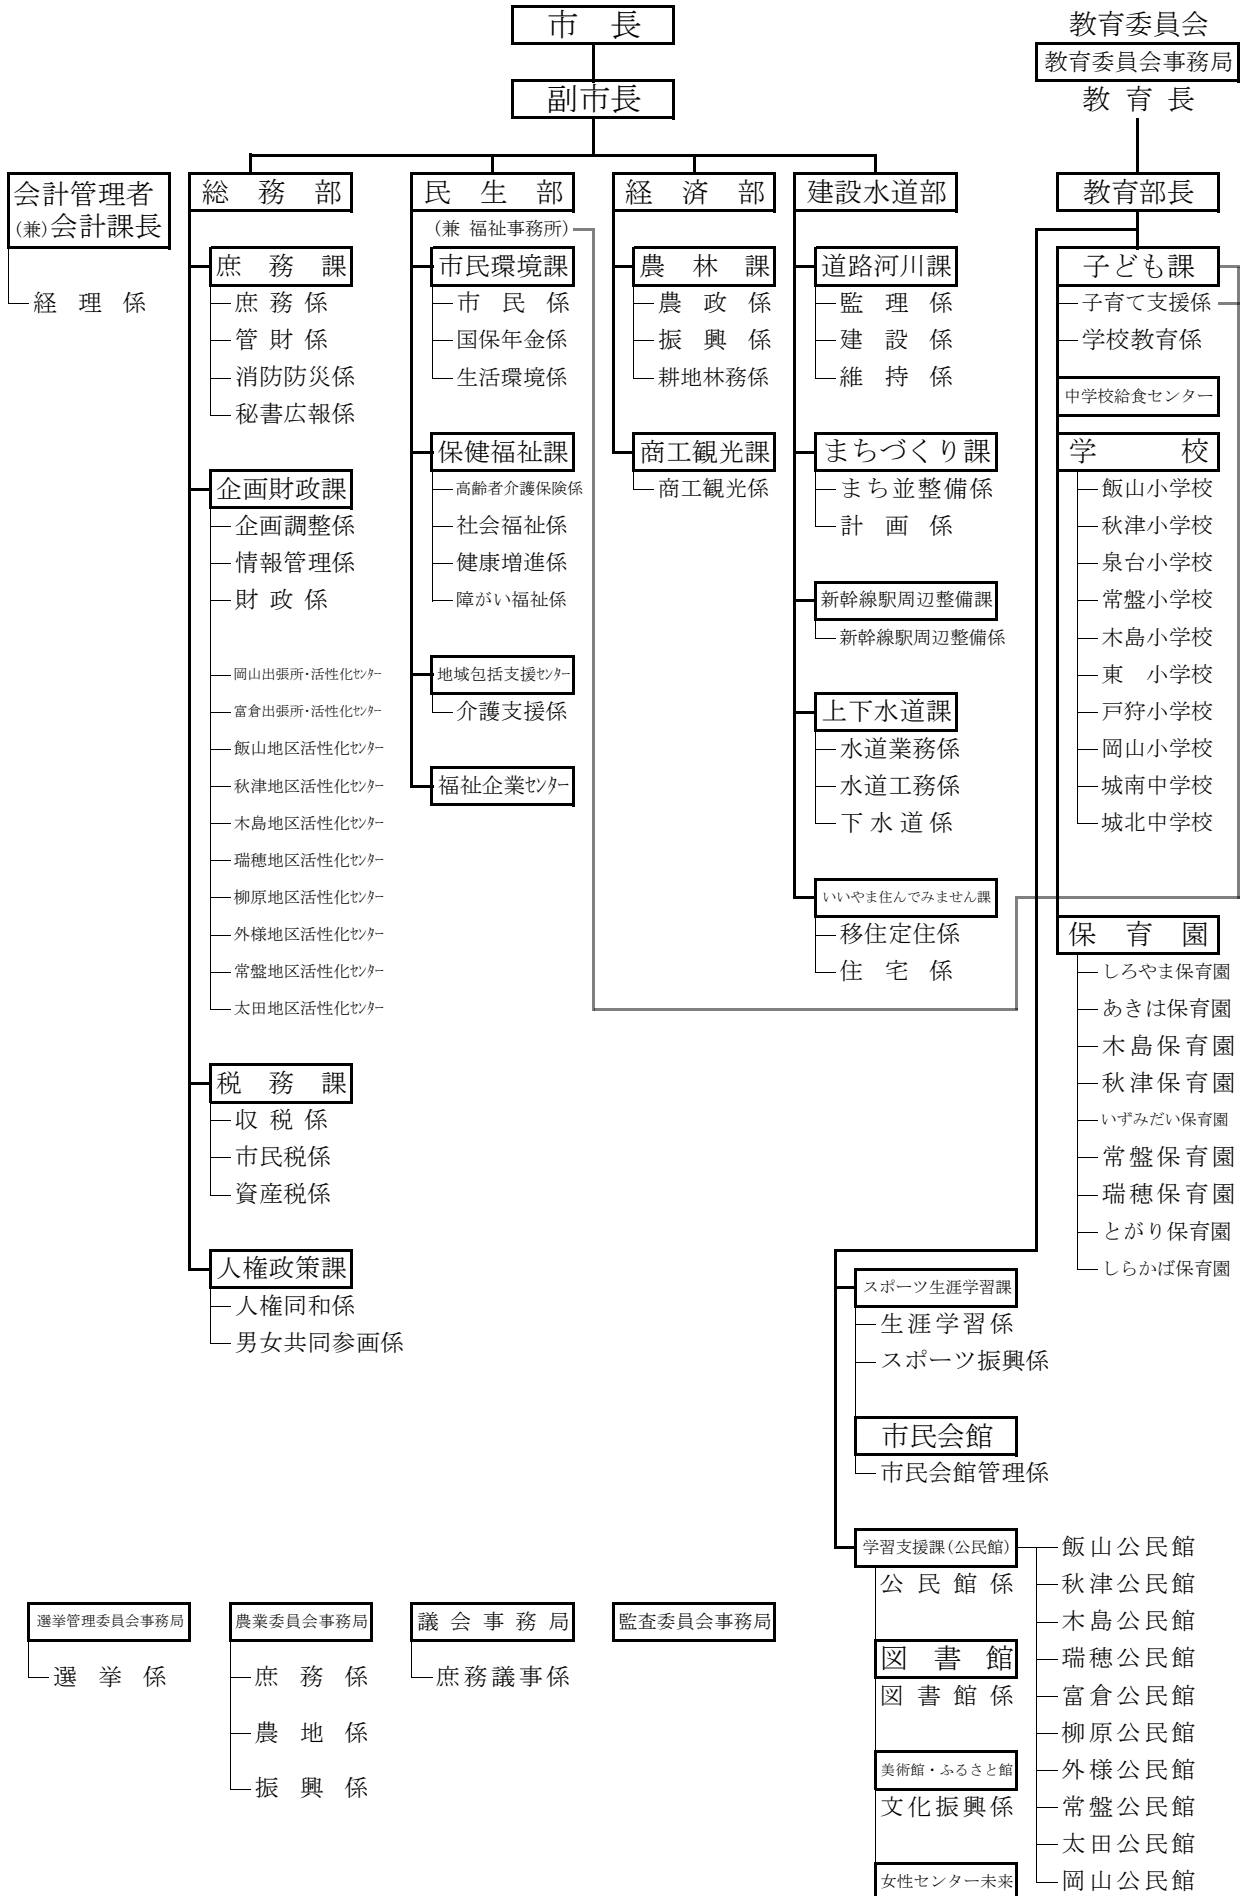 市長
副市長
教育委員会
教育委員会事務局
教育長
会計管理者
(兼)会計課長
経理係
総務部
庶務課
庶務係
管財係
消防防災係
秘書広報係
企画財政課
企画調整係
情報管理係
財政係
岡山出張所・活性化センター
富倉出張所・活性化センター
飯山地区活性化センター
秋津地区活性化センター
木島地区活性化センター
瑞穂地区活性化センター
柳原地区活性化センター
外様地区活性化センター
常盤地区活性化センター
太田地区活性化センター
税務課
収税係
市民税係
資産税係
人権政策課
人権同和係
男女共同参画係
民生部
(兼 福祉事務所)
市民環境課
市民係
国保年金係
生活環境係
保健福祉課
高齢者介護保険係
社会福祉係
健康増進係
障がい福祉係
地域包括支援センター
介護支援係
福祉企業センター
経済部
農林課
農政係
振興係
耕地林務係
商工観光課
商工観光係
建設水道部
道路河川課
監理係
建設係
維持係
まちづくり課
まち並整備係
計画係
新幹線駅周辺整備課
新幹線駅周辺整備係
上下水道課
水道業務係
水道工務係
下水道係
いいやま住んでみません課
移住定住係
住宅係
教育部長
子ども課
子育て支援係
学校教育係
中学校給食センター
学校
飯山小学校
秋津小学校
泉台小学校
常盤小学校
木島小学校
東 小学校
戸狩小学校
岡山小学校
城南中学校
城北中学校
保育園
しろやま保育園
あきは保育園
木島保育園
秋津保育園
いずみだい保育園
常盤保育園
瑞穂保育園
とがり保育園
しらかば保育園
スポーツ生涯学習課
生涯学習係
スポーツ振興係
市民会館
市民会館管理係
学習支援課(公民館)
公民館係
図書館
図書館係
美術館・ふるさと館
文化振興係
女性センター未来
飯山公民館
秋津公民館
木島公民館
瑞穂公民館
富倉公民館
柳原公民館
外様公民館
常盤公民館
太田公民館
岡山公民館
選挙管理委員会事務局
選挙係
農業委員会事務局
庶務係
農地係
振興係
議会事務局
庶務議事係
監査委員会事務局